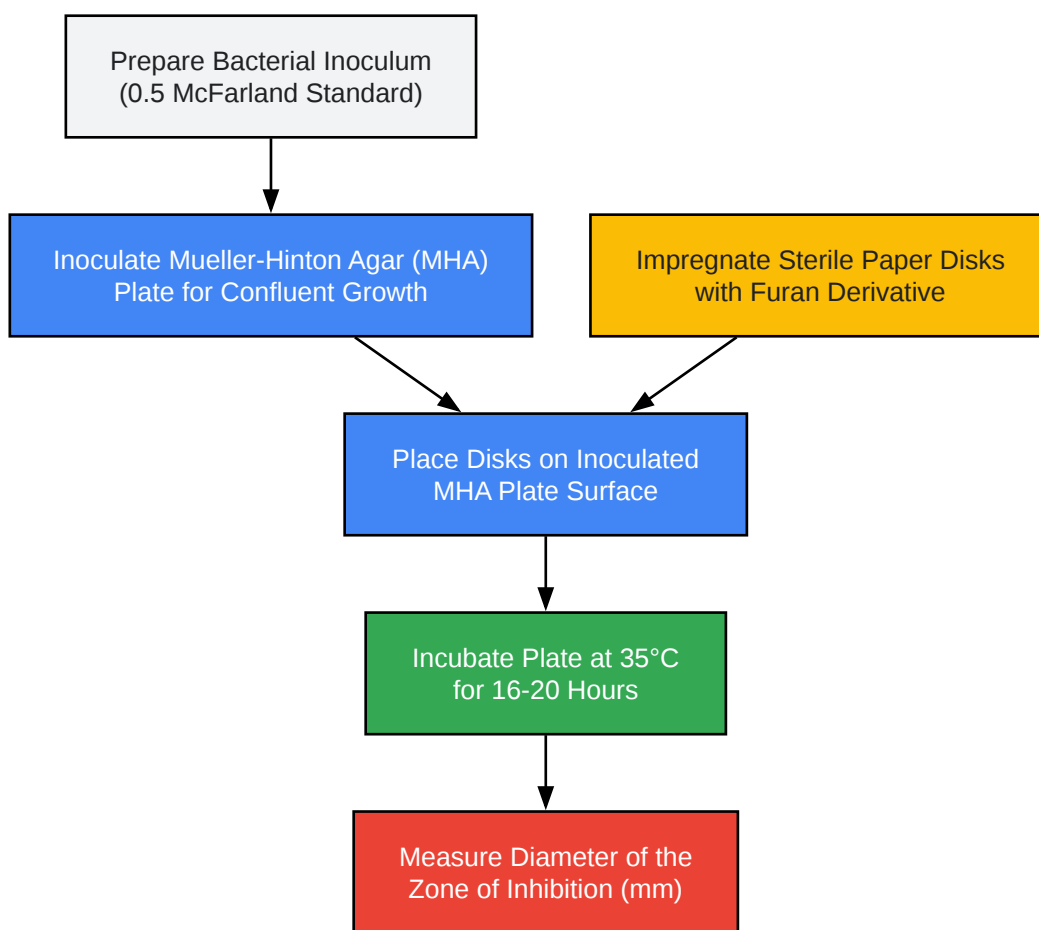 Prepare Bacterial Inoculum
(0.5 McFarland Standard)
Inoculate Mueller-Hinton Agar (MHA)
Plate for Confluent Growth
Impregnate Sterile Paper Disks
with Furan Derivative
Place Disks on Inoculated
MHA Plate Surface
Incubate Plate at 35°C
for 16-20 Hours
Measure Diameter of the
Zone of Inhibition (mm)